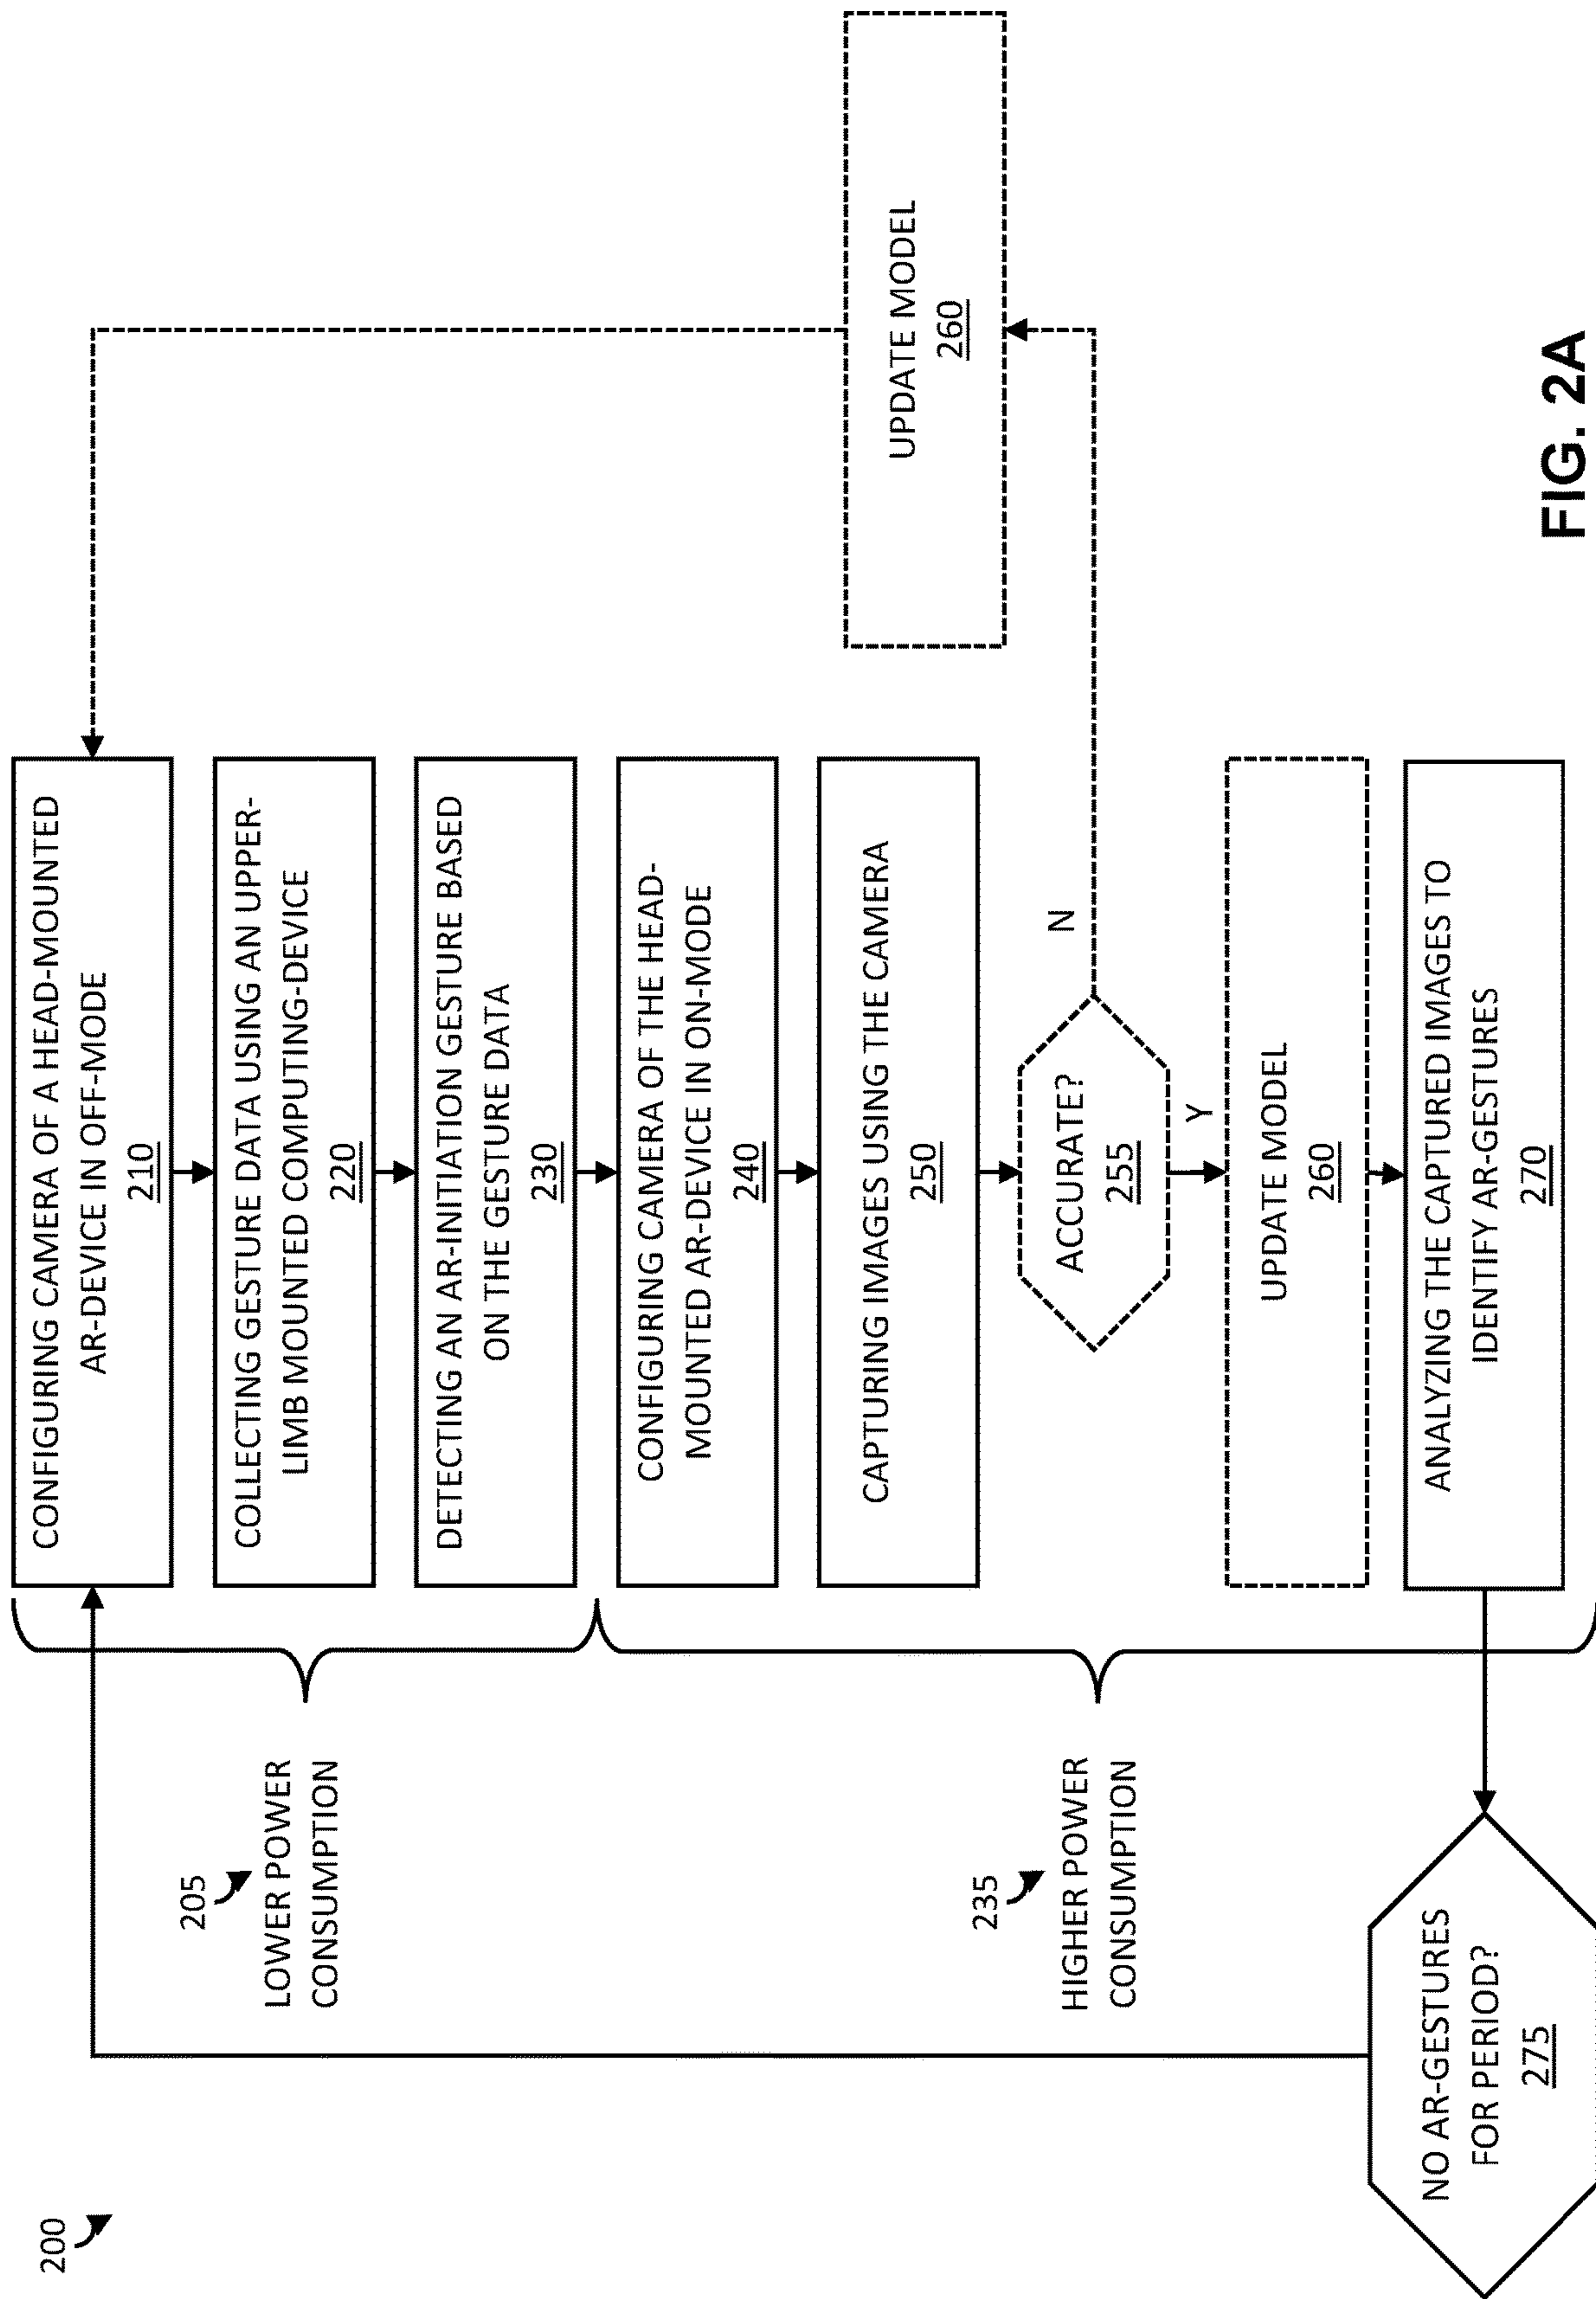 200
205
LOWER POWER
CONSUMPTION
235
HIGHER POWER
CONSUMPTION
CONFIGURING CAMERA OF A HEAD-MOUNTED
AR-DEVICE IN OFF-MODE
210
COLLECTING GESTURE DATA USING AN UPPER-
LIMB MOUNTED COMPUTING-DEVICE
220
DETECTING AN AR-INITIATION GESTURE BASED
ON THE GESTURE DATA
230
CONFIGURING CAMERA OF THE HEAD-
MOUNTED AR-DEVICE IN ON-MODE
240
CAPTURING IMAGES USING THE CAMERA
250
ACCURATE?
255
N
Y
UPDATE MODEL
260
UPDATE MODEL
260
ANALYZING THE CAPTURED IMAGES TO
IDENTIFY AR-GESTURES
270
NO AR-GESTURES
FOR PERIOD?
275
FIG. 2A